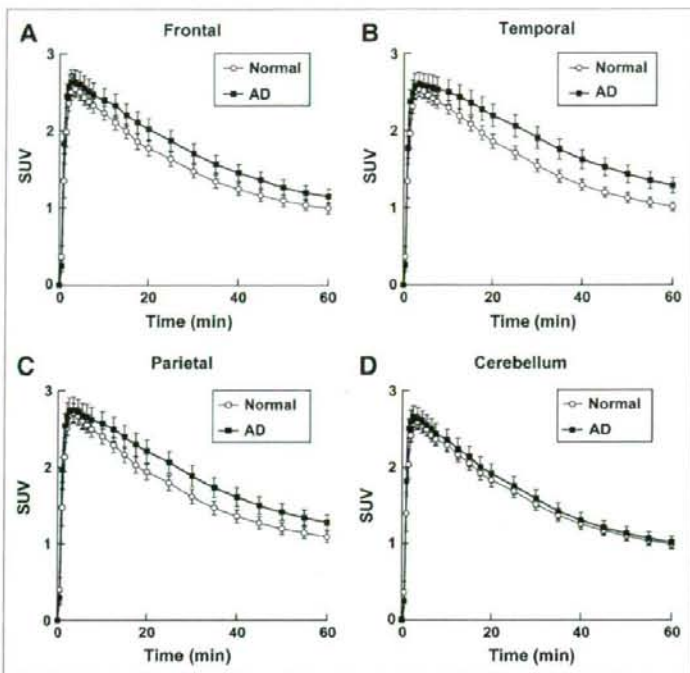 A Frontal
Normal
AD
3
2
1
0
SUV
0 20 40 60
Time (min)
B Temporal
Normal
AD
3
2
1
0
SUV
0 20 40 60
Time (min)
C Parietal
Normal
AD
3
2
1
0
SUV
0 20 40 60
Time (min)
D Cerebellum
Normal
AD
3
2
1
0
SUV
0 20 40 60
Time (min)